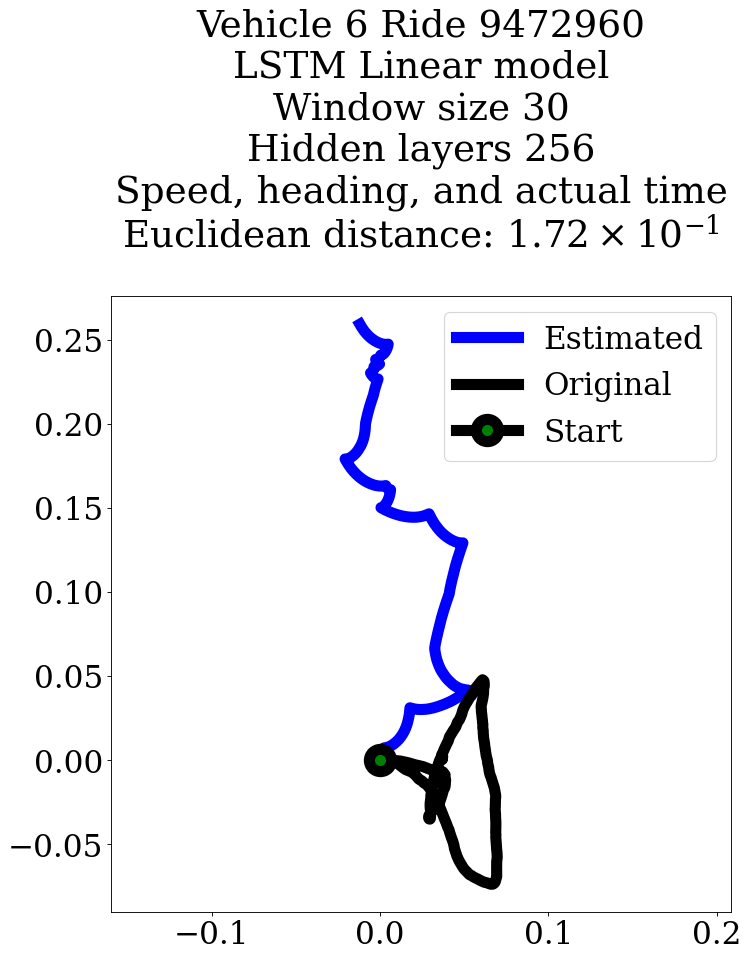 Vehicle 6 Ride 9472960
LSTM Linear model
Window size 30
Hidden layers 256
Speed, heading, and actual time
Euclidean distance: 1.72 × 10⁻¹
Estimated
Original
Start
0.25
0.20
0.15
0.10
0.05
0.00
−0.05
−0.1
0.0
0.1
0.2